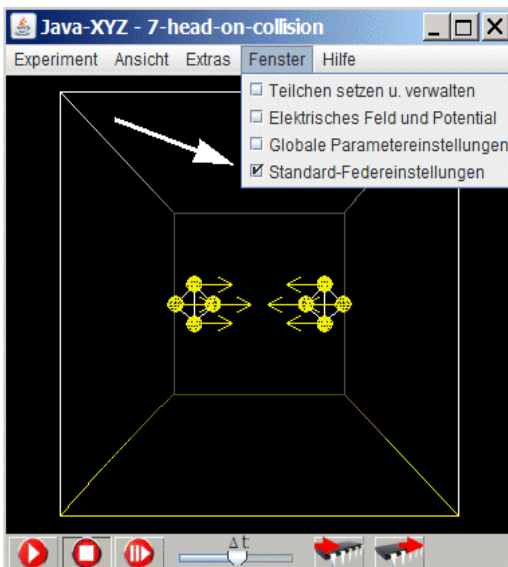 Java-XYZ - 7-head-on-collision
Experiment Ansicht Extras Fenster Hilfe
Teilchen setzen u. verwalten
Elektrisches Feld und Potential
Globale Parametereinstellungen
Standard-Federeinstellungen
Δt